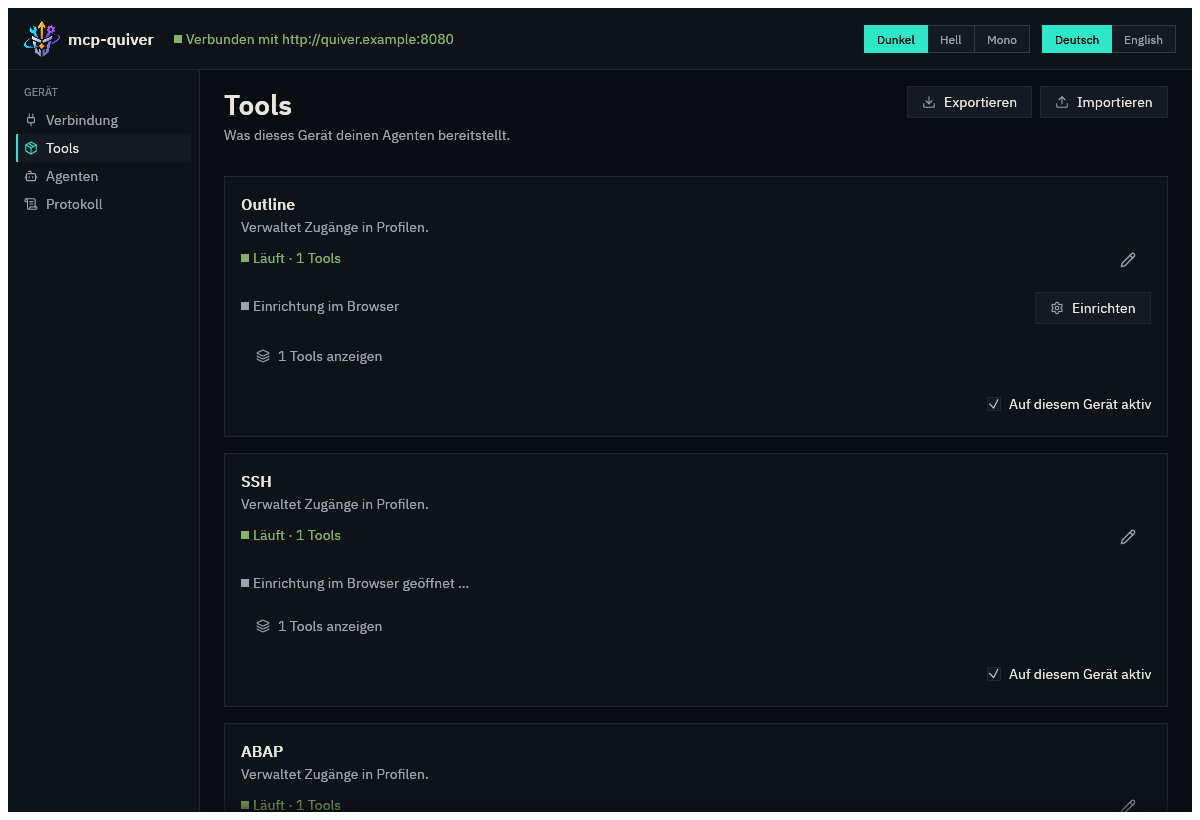 mcp-quiver
Verbunden mit http://quiver.example:8080
Dunkel
Hell
Mono
Deutsch
English
GERÄT
Verbindung
Tools
Agenten
Protokoll
Tools
Was dieses Gerät deinen Agenten bereitstellt.
Exportieren
Importieren
Outline
Verwaltet Zugänge in Profilen.
Läuft · 1 Tools
Einrichtung im Browser
Einrichten
1 Tools anzeigen
Auf diesem Gerät aktiv
SSH
Verwaltet Zugänge in Profilen.
Läuft · 1 Tools
Einrichtung im Browser geöffnet ...
1 Tools anzeigen
Auf diesem Gerät aktiv
ABAP
Verwaltet Zugänge in Profilen.
Läuft · 1 Tools